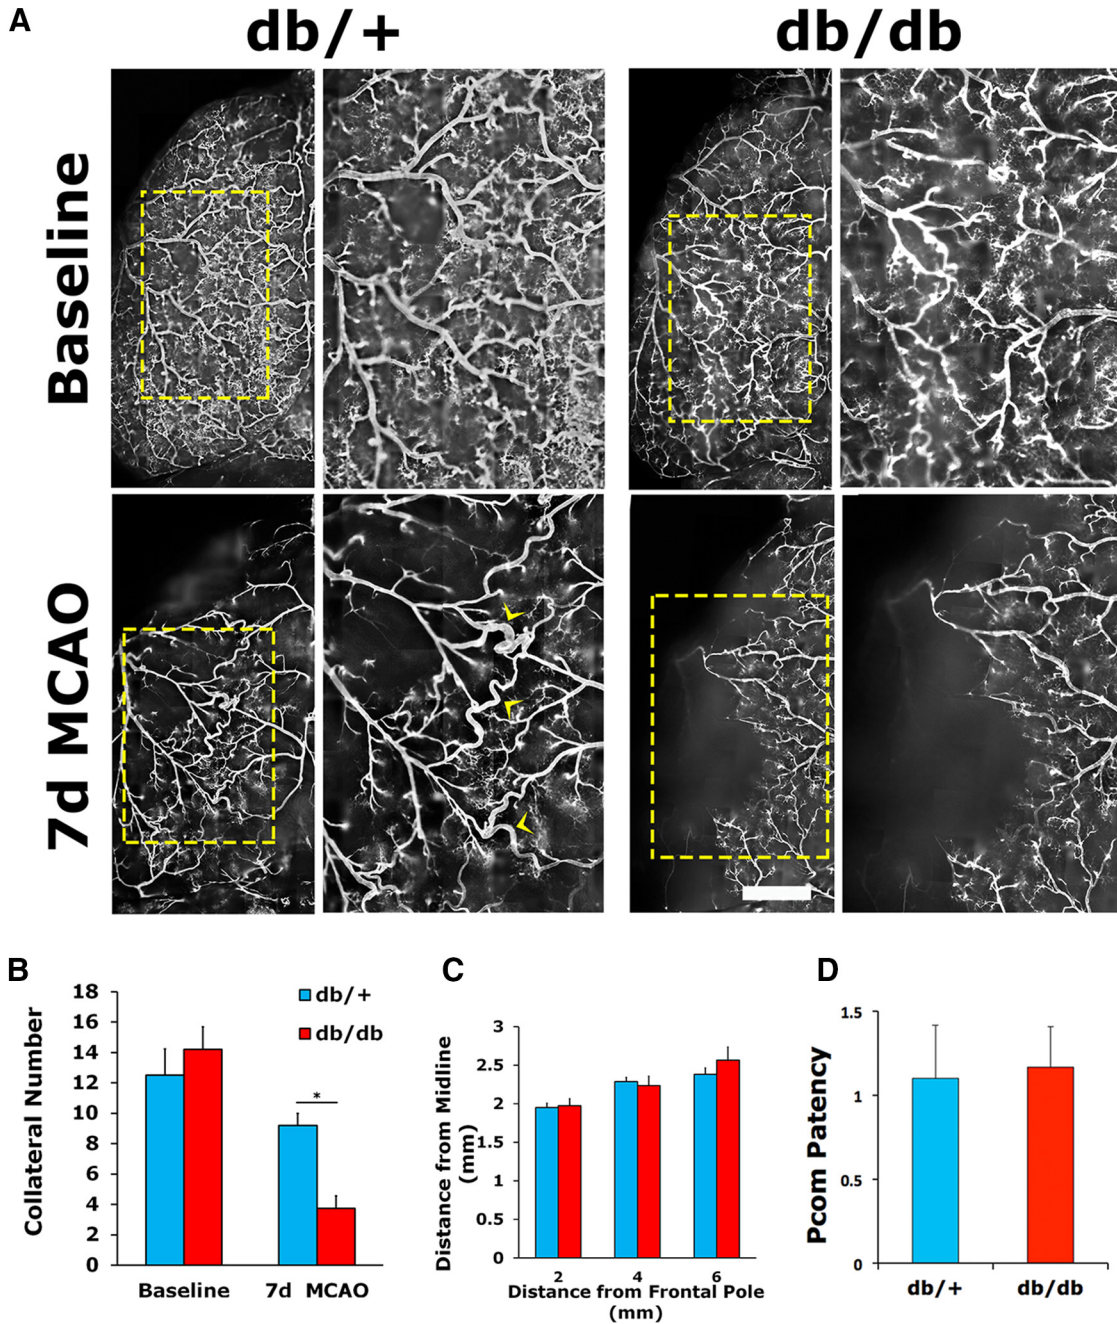 A
db/+
db/db
Baseline
7d MCAO
B
18
16
14
12
10
8
6
4
2
0
Collateral Number
db/+
db/db
*
Baseline
7d MCAO
C
3
2.5
2
1.5
1
0.5
0
Distance from Midline
(mm)
2
4
6
Distance from Frontal Pole
(mm)
D
1.5
1
0.5
0
Pcom Patency
db/+
db/db